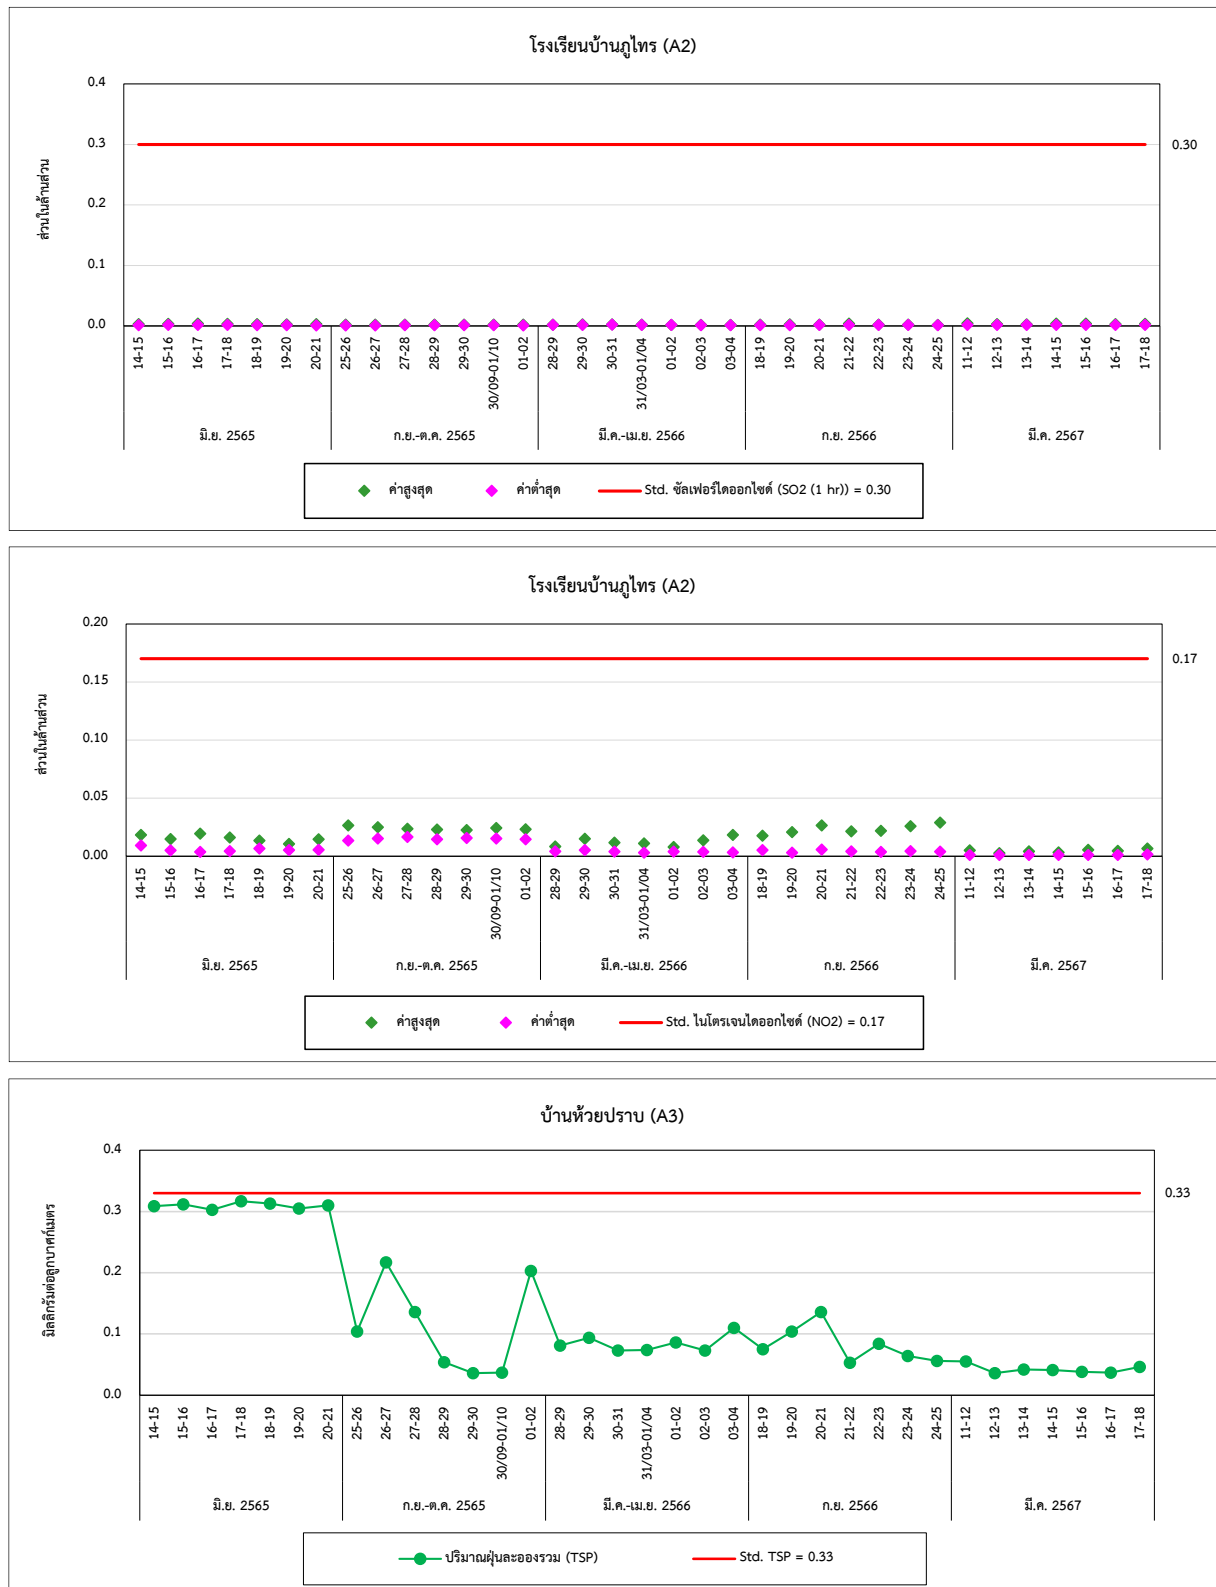 โรงเรียนบ้านภูไทร (A2)
0.4
0.3
0.2
0.1
0.0
ส่วนในล้านส่วน
0.30
14-15 15-16 16-17 17-18 18-19 19-20 20-21 25-26 26-27 27-28 28-29 29-30 30/09-01/10 01-02 28-29 29-30 30-31 31/03-01/04 01-02 02-03 03-04 18-19 19-20 20-21 21-22 22-23 23-24 24-25 11-12 12-13 13-14 14-15 15-16 16-17 17-18
มิ.ย. 2565 ก.ย.-ต.ค. 2565 มี.ค.-เม.ย. 2566 ก.ย. 2566 มี.ค. 2567
ค่าสูงสุด ค่าต่ำสุด Std. ซัลเฟอร์ไดออกไซด์ (SO2 (1 hr)) = 0.30
โรงเรียนบ้านภูไทร (A2)
0.20
0.15
0.10
0.05
0.00
ส่วนในล้านส่วน
0.17
14-15 15-16 16-17 17-18 18-19 19-20 20-21 25-26 26-27 27-28 28-29 29-30 30/09-01/10 01-02 28-29 29-30 30-31 31/03-01/04 01-02 02-03 03-04 18-19 19-20 20-21 21-22 22-23 23-24 24-25 11-12 12-13 13-14 14-15 15-16 16-17 17-18
มิ.ย. 2565 ก.ย.-ต.ค. 2565 มี.ค.-เม.ย. 2566 ก.ย. 2566 มี.ค. 2567
ค่าสูงสุด ค่าต่ำสุด Std. ไนโตรเจนไดออกไซด์ (NO2) = 0.17
บ้านห้วยปราบ (A3)
0.4
0.3
0.2
0.1
0.0
มิลลิกรัมต่อลูกบาศก์เมตร
0.33
14-15 15-16 16-17 17-18 18-19 19-20 20-21 25-26 26-27 27-28 28-29 29-30 30/09-01/10 01-02 28-29 29-30 30-31 31/03-01/04 01-02 02-03 03-04 18-19 19-20 20-21 21-22 22-23 23-24 24-25 11-12 12-13 13-14 14-15 15-16 16-17 17-18
มิ.ย. 2565 ก.ย.-ต.ค. 2565 มี.ค.-เม.ย. 2566 ก.ย. 2566 มี.ค. 2567
ปริมาณฝุ่นละอองรวม (TSP) Std. TSP = 0.33